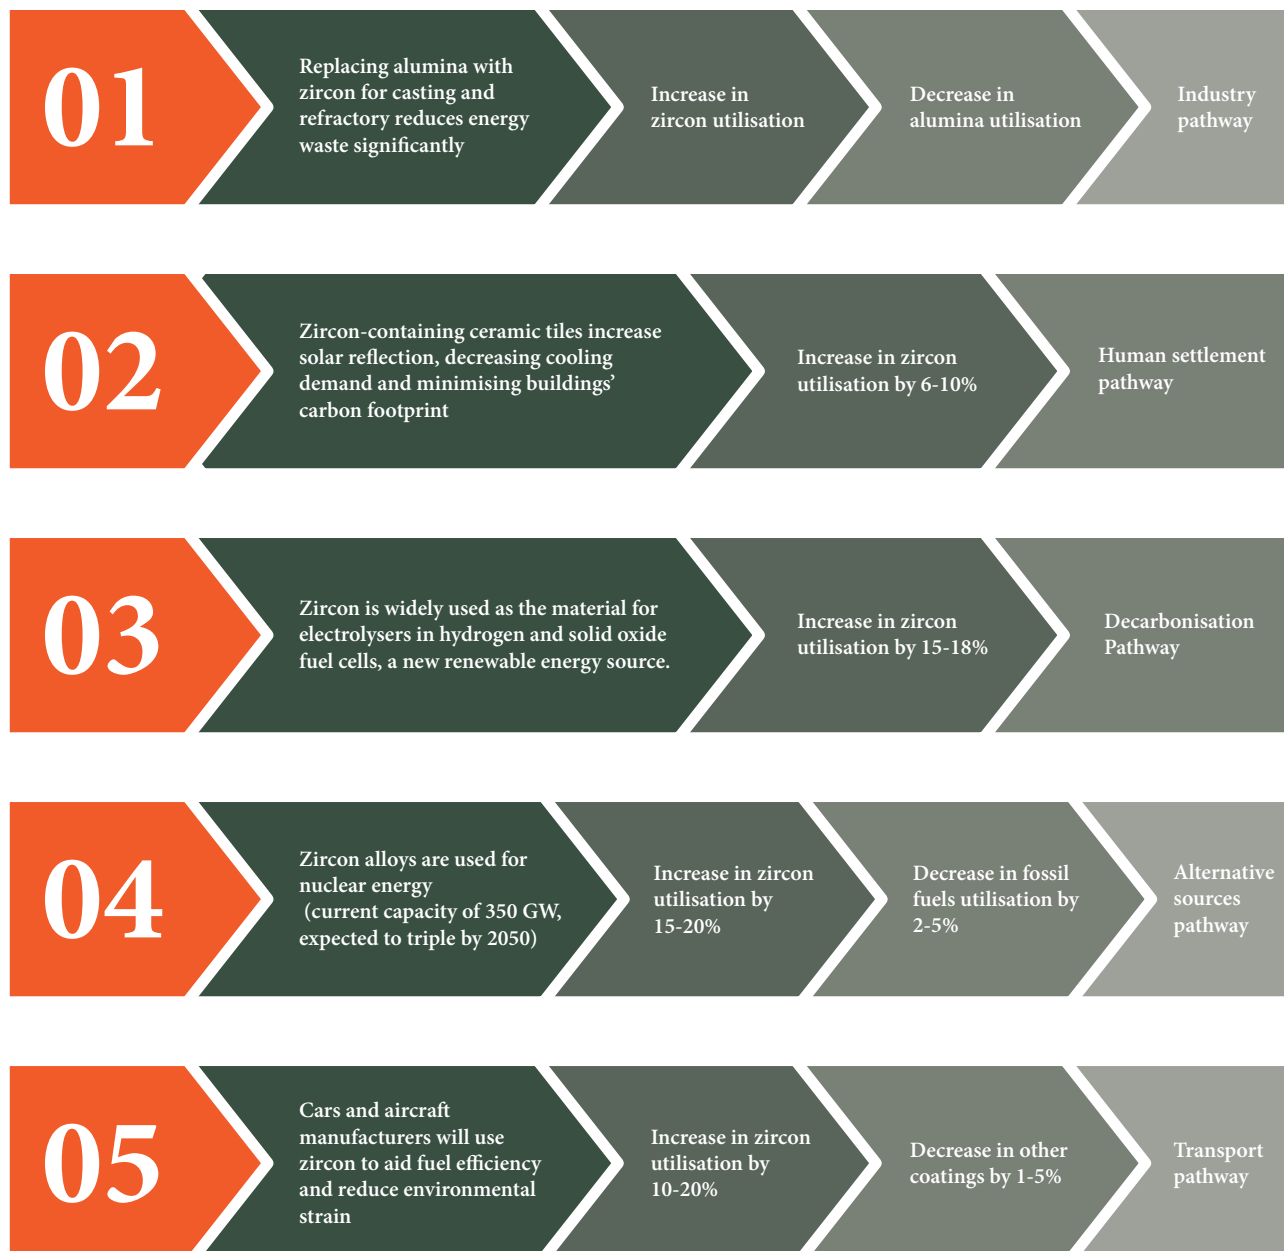 01
Replacing alumina with
zircon for casting and
refractory reduces energy
waste significantly
Increase in
zircon utilisation
Decrease in
alumina utilisation
Industry
pathway
02
Zircon-containing ceramic tiles increase
solar reflection, decreasing cooling
demand and minimising buildings’
carbon footprint
Increase in zircon
utilisation by 6-10%
Human settlement
pathway
03
Zircon is widely used as the material for
electrolysers in hydrogen and solid oxide
fuel cells, a new renewable energy source.
Increase in zircon
utilisation by 15-18%
Decarbonisation
Pathway
04
Zircon alloys are used for
nuclear energy
(current capacity of 350 GW,
expected to triple by 2050)
Increase in zircon
utilisation by
15-20%
Decrease in fossil
fuels utilisation by
2-5%
Alternative
sources
pathway
05
Cars and aircraft
manufacturers will use
zircon to aid fuel efficiency
and reduce environmental
strain
Increase in zircon
utilisation by
10-20%
Decrease in other
coatings by 1-5%
Transport
pathway